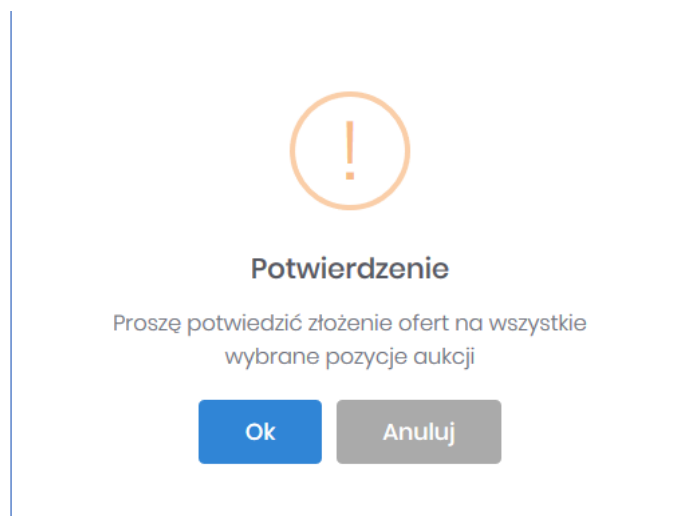 !
Potwierdzenie
Proszę potwiedzić złożenie ofert na wszystkie
wybrane pozycje aukcji
Ok
Anuluj